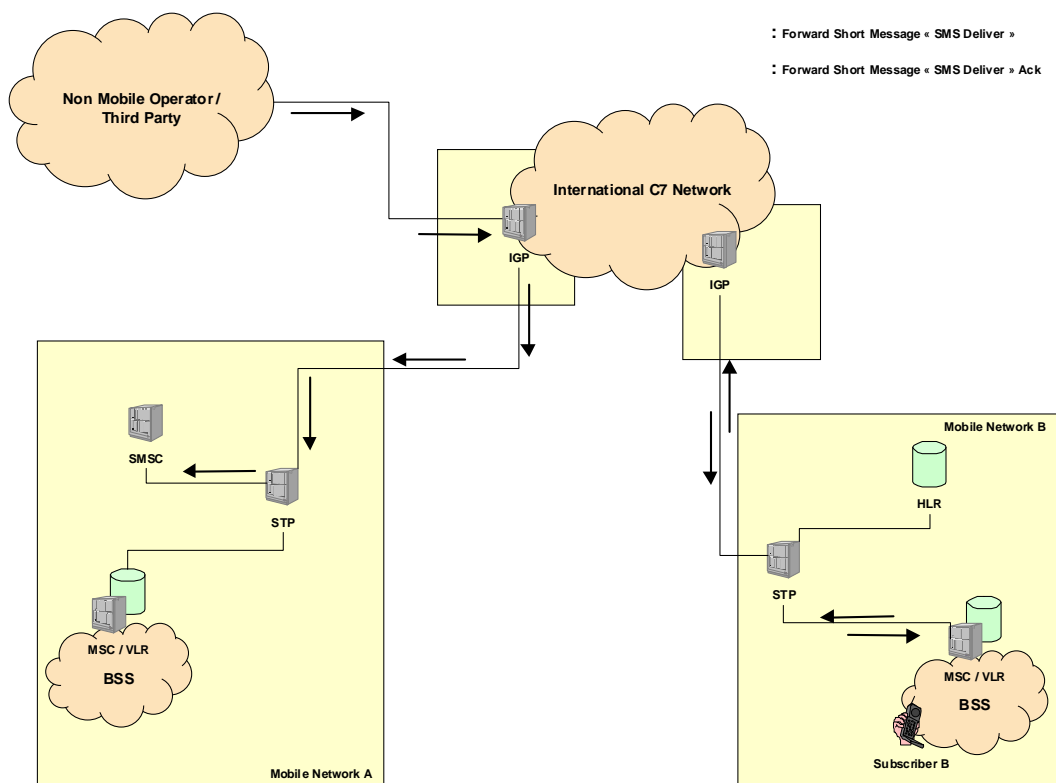 : Forward Short Message « SMS Deliver »
: Forward Short Message « SMS Deliver » Ack
Non Mobile Operator /
Third Party
International C7 Network
IGP
IGP
SMSC
STP
MSC / VLR
BSS
Mobile Network A
Mobile Network B
HLR
STP
MSC / VLR
BSS
Subscriber B